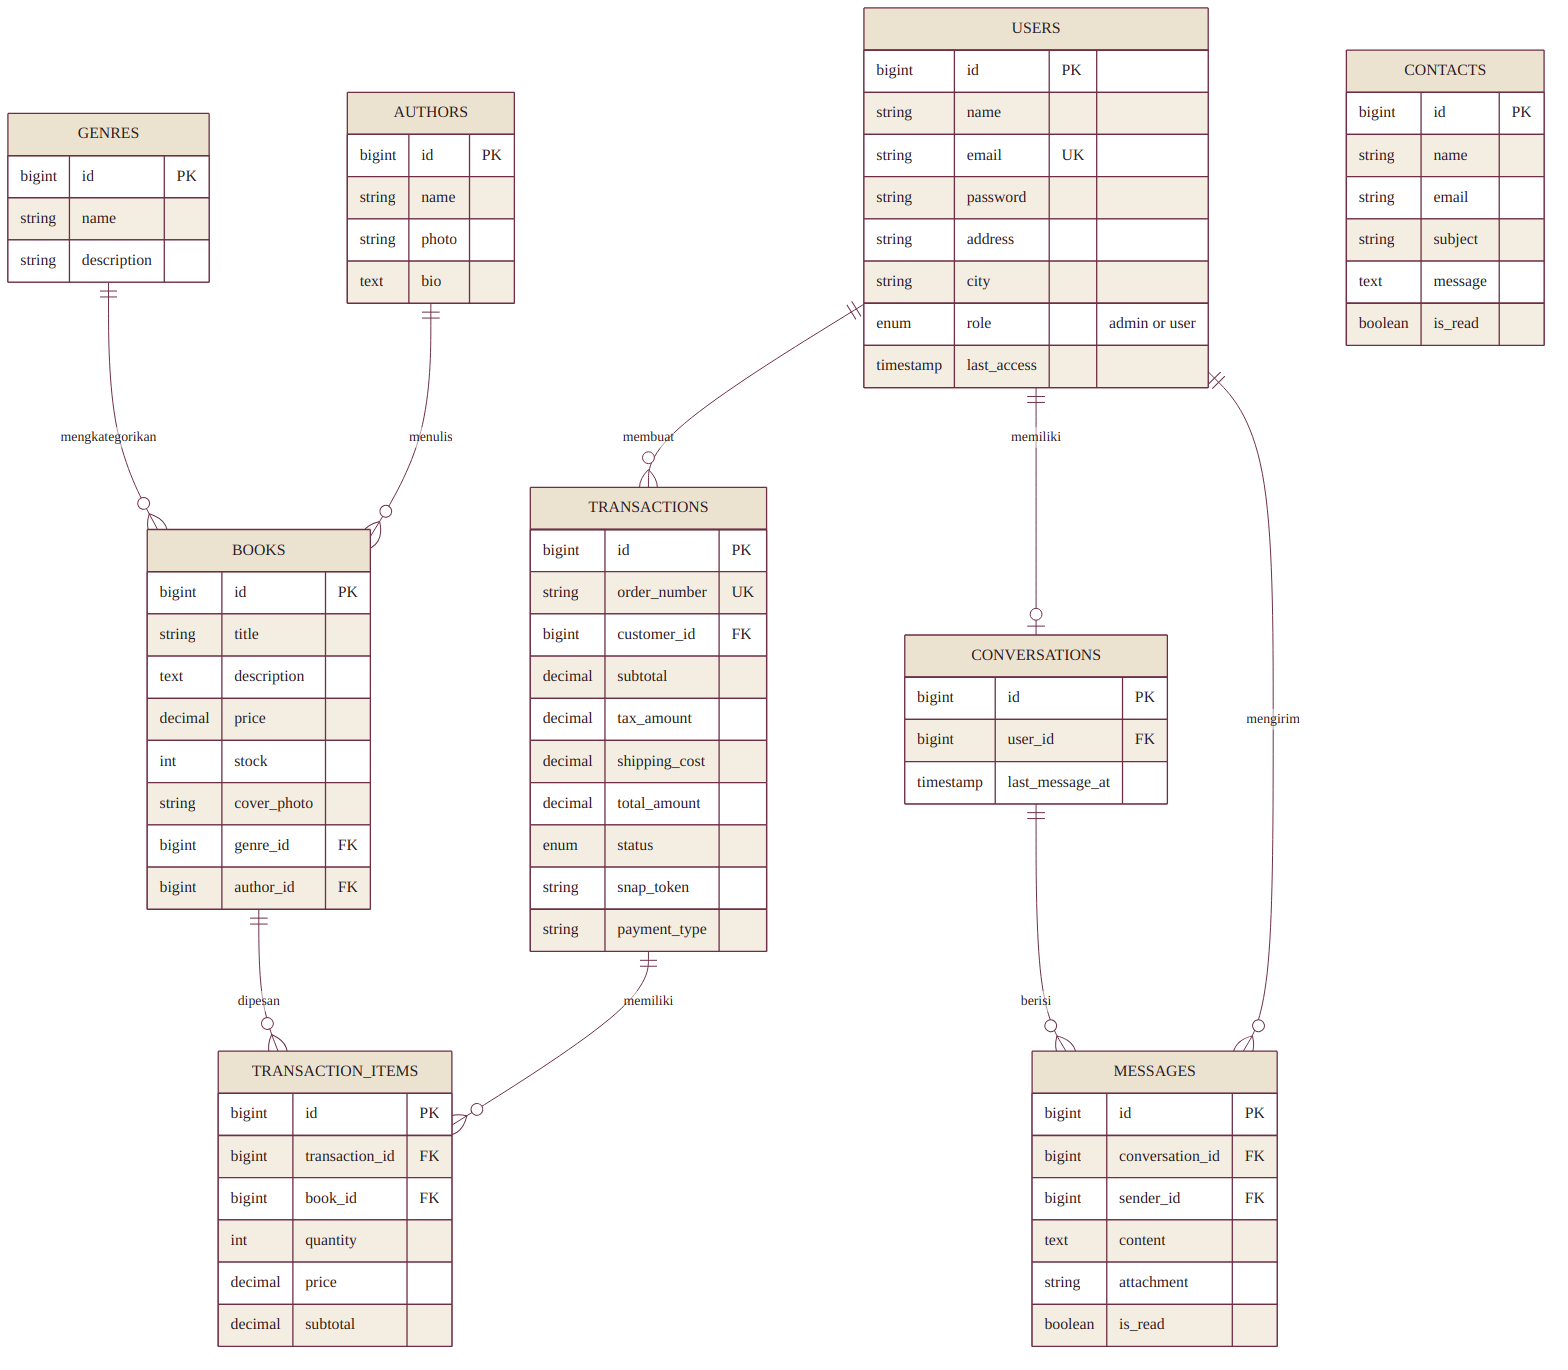 USERS
bigint id PK
string name
string email UK
string password
string address
string city
enum role admin or user
timestamp last_access
CONTACTS
bigint id PK
string name
string email
string subject
text message
boolean is_read
AUTHORS
bigint id PK
string name
string photo
text bio
GENRES
bigint id PK
string name
string description
mengkategorikan
menulis
membuat
memiliki
BOOKS
bigint id PK
string title
text description
decimal price
int stock
string cover_photo
bigint genre_id FK
bigint author_id FK
TRANSACTIONS
bigint id PK
string order_number UK
bigint customer_id FK
decimal subtotal
decimal tax_amount
decimal shipping_cost
decimal total_amount
enum status
string snap_token
string payment_type
CONVERSATIONS
bigint id PK
bigint user_id FK
timestamp last_message_at
mengirim
dipesan
memiliki
berisi
TRANSACTION_ITEMS
bigint id PK
bigint transaction_id FK
bigint book_id FK
int quantity
decimal price
decimal subtotal
MESSAGES
bigint id PK
bigint conversation_id FK
bigint sender_id FK
text content
string attachment
boolean is_read